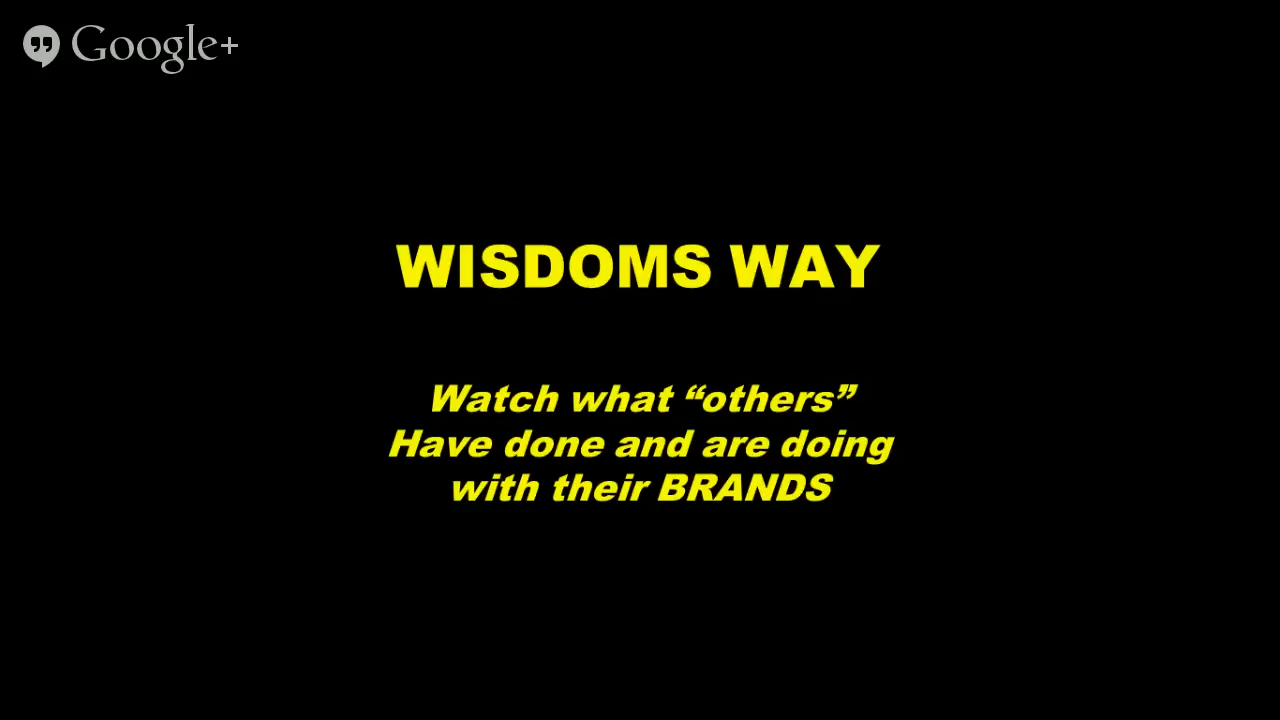 Google+
WISDOMS WAY
Watch what “others”
Have done and are doing
with their BRANDS